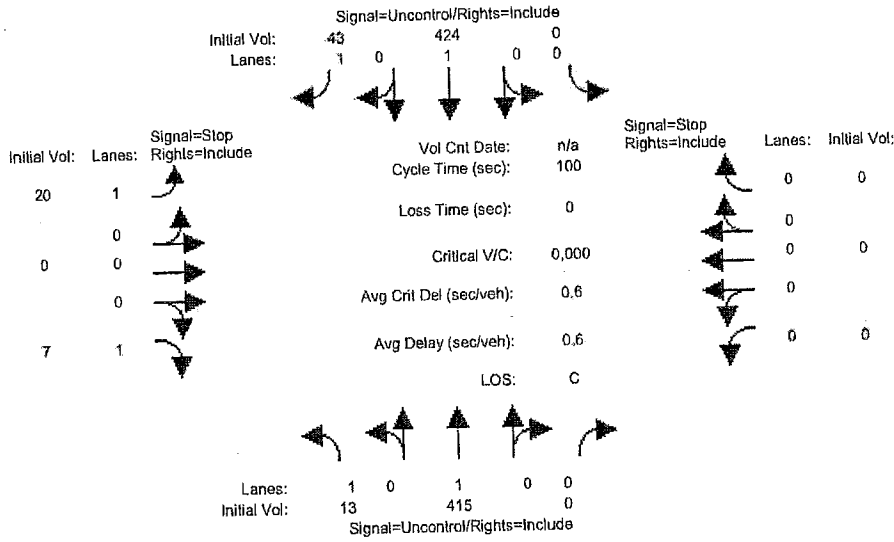 Signal=Uncontrol/Rights=Include
Initial Vol: 43 424 0
Lanes: 1 0 1 0 0
Signal=Stop
Initial Vol: Lanes: Rights=Include
20 1
0
0 0
0
7 1
Vol Cnt Date: n/a
Cycle Time (sec): 100
Loss Time (sec): 0
Critical V/C: 0,000
Avg Crit Del (sec/veh): 0,6
Avg Delay (sec/veh): 0,6
LOS: C
Signal=Stop
Rights=Include Lanes: Initial Vol:
0 0
0
0 0
0
0 0
Lanes: 1 0 1 0 0
Initial Vol: 13 415 0
Signal=Uncontrol/Rights=Include